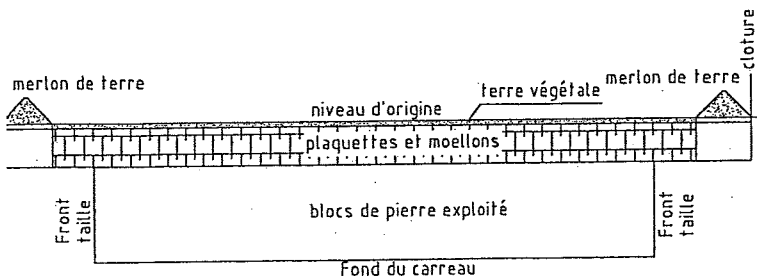 merlon de terre
niveau d'origine
terre végétale
merlon de terre
cloture
plaquettes et moellons
Front
taille
blocs de pierre exploité
Front
taille
Fond du carreau